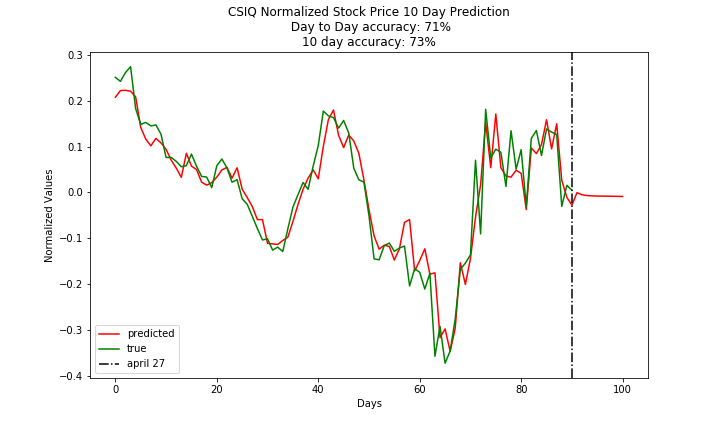 CSIQ Normalized Stock Price 10 Day Prediction
Day to Day accuracy: 71%
10 day accuracy: 73%
0.3
0.2
0.1
0.0
−0.1
−0.2
−0.3
−0.4
Normalized Values
predicted
true
april 27
0
20
40
60
80
100
Days